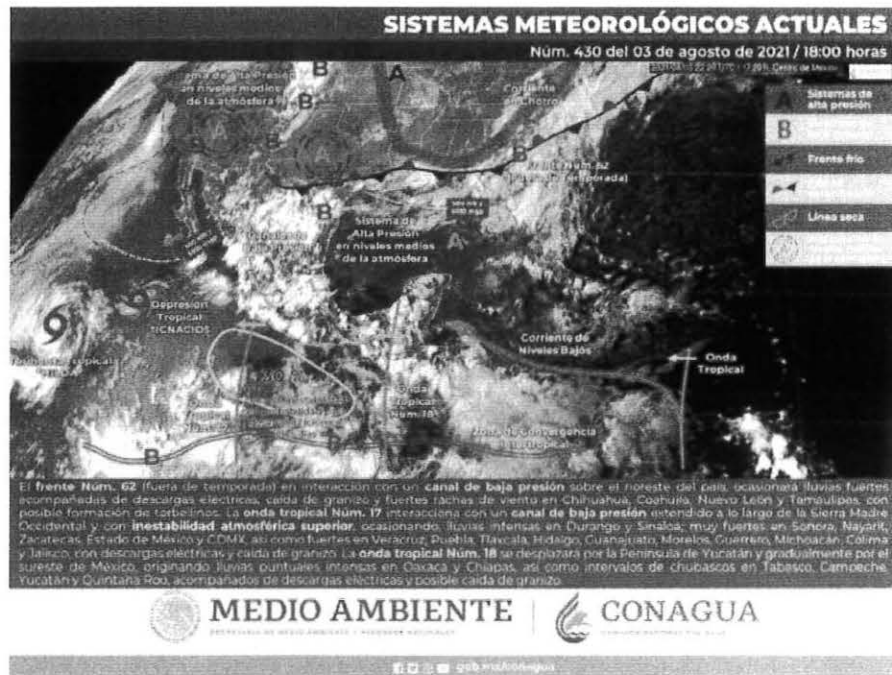 SISTEMAS METEOROLÓGICOS ACTUALES
Núm. 430 del 03 de agosto de 2021 / 18:00 horas
Sistema de Alta Presión
en niveles medios
de la atmósfera
B
B
A
Corriente
en Chorro
A
Sistemas de
alta presión
B
Frente frío
Línea seca
B
B
Frente Núm. 62
B
Sistema de
Alta Presión
en niveles medios
de la atmósfera
A
Depresión
Tropical
Corriente de
Niveles Bajos
Onda
Tropical
Onda
Tropical
Núm. 18
Zona de Convergencia
B
El frente Núm. 62 (fuera de temporada) en interacción con un canal de baja presión sobre el noreste del país, ocasionará lluvias fuertes
acompañadas de descargas eléctricas, caída de granizo y fuertes rachas de viento en Chihuahua, Coahuila, Nuevo León y Tamaulipas, con
posible formación de torbellinos. La onda tropical Núm. 17 interacciona con un canal de baja presión extendido a lo largo de la Sierra Madre
Occidental y con inestabilidad atmosférica superior, ocasionando, lluvias intensas en Durango y Sinaloa; muy fuertes en Sonora, Nayarit,
Zacatecas, Estado de México y CDMX, así como fuertes en Veracruz, Puebla, Tlaxcala, Hidalgo, Guanajuato, Morelos, Guerrero, Michoacán, Colima
y Jalisco, con descargas eléctricas y caída de granizo. La onda tropical Núm. 18 se desplazará por la Península de Yucatán y gradualmente por el
sureste de México, originando lluvias puntuales intensas en Oaxaca y Chiapas, así como intervalos de chubascos en Tabasco, Campeche,
Yucatán y Quintana Roo, acompañados de descargas eléctricas y posible caída de granizo.
MEDIO AMBIENTE
SECRETARÍA DE MEDIO AMBIENTE Y RECURSOS NATURALES
CONAGUA
COMISIÓN NACIONAL DEL AGUA
gob.mx/conagua